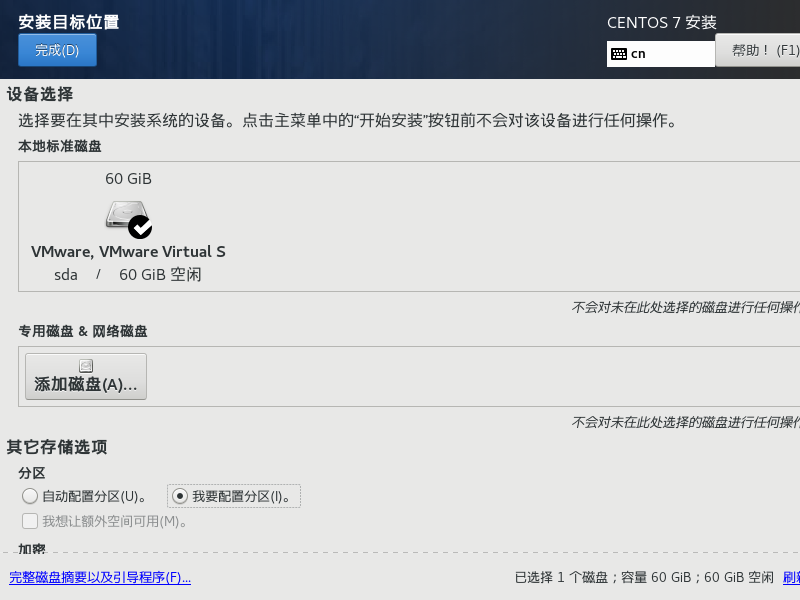 安装目标位置
CENTOS 7 安装
完成(D)
cn
帮助！ (F1)
设备选择
选择要在其中安装系统的设备。点击主菜单中的“开始安装”按钮前不会对该设备进行任何操作。
本地标准磁盘
60 GiB
VMware, VMware Virtual S
sda / 60 GiB 空闲
不会对未在此处选择的磁盘进行任何操作
专用磁盘 & 网络磁盘
添加磁盘(A)...
不会对未在此处选择的磁盘进行任何操作
其它存储选项
分区
自动配置分区(U)。 我要配置分区(I)。
我想让额外空间可用(M)。
加密
完整磁盘摘要以及引导程序(F)...
已选择 1 个磁盘；容量 60 GiB；60 GiB 空闲 刷新